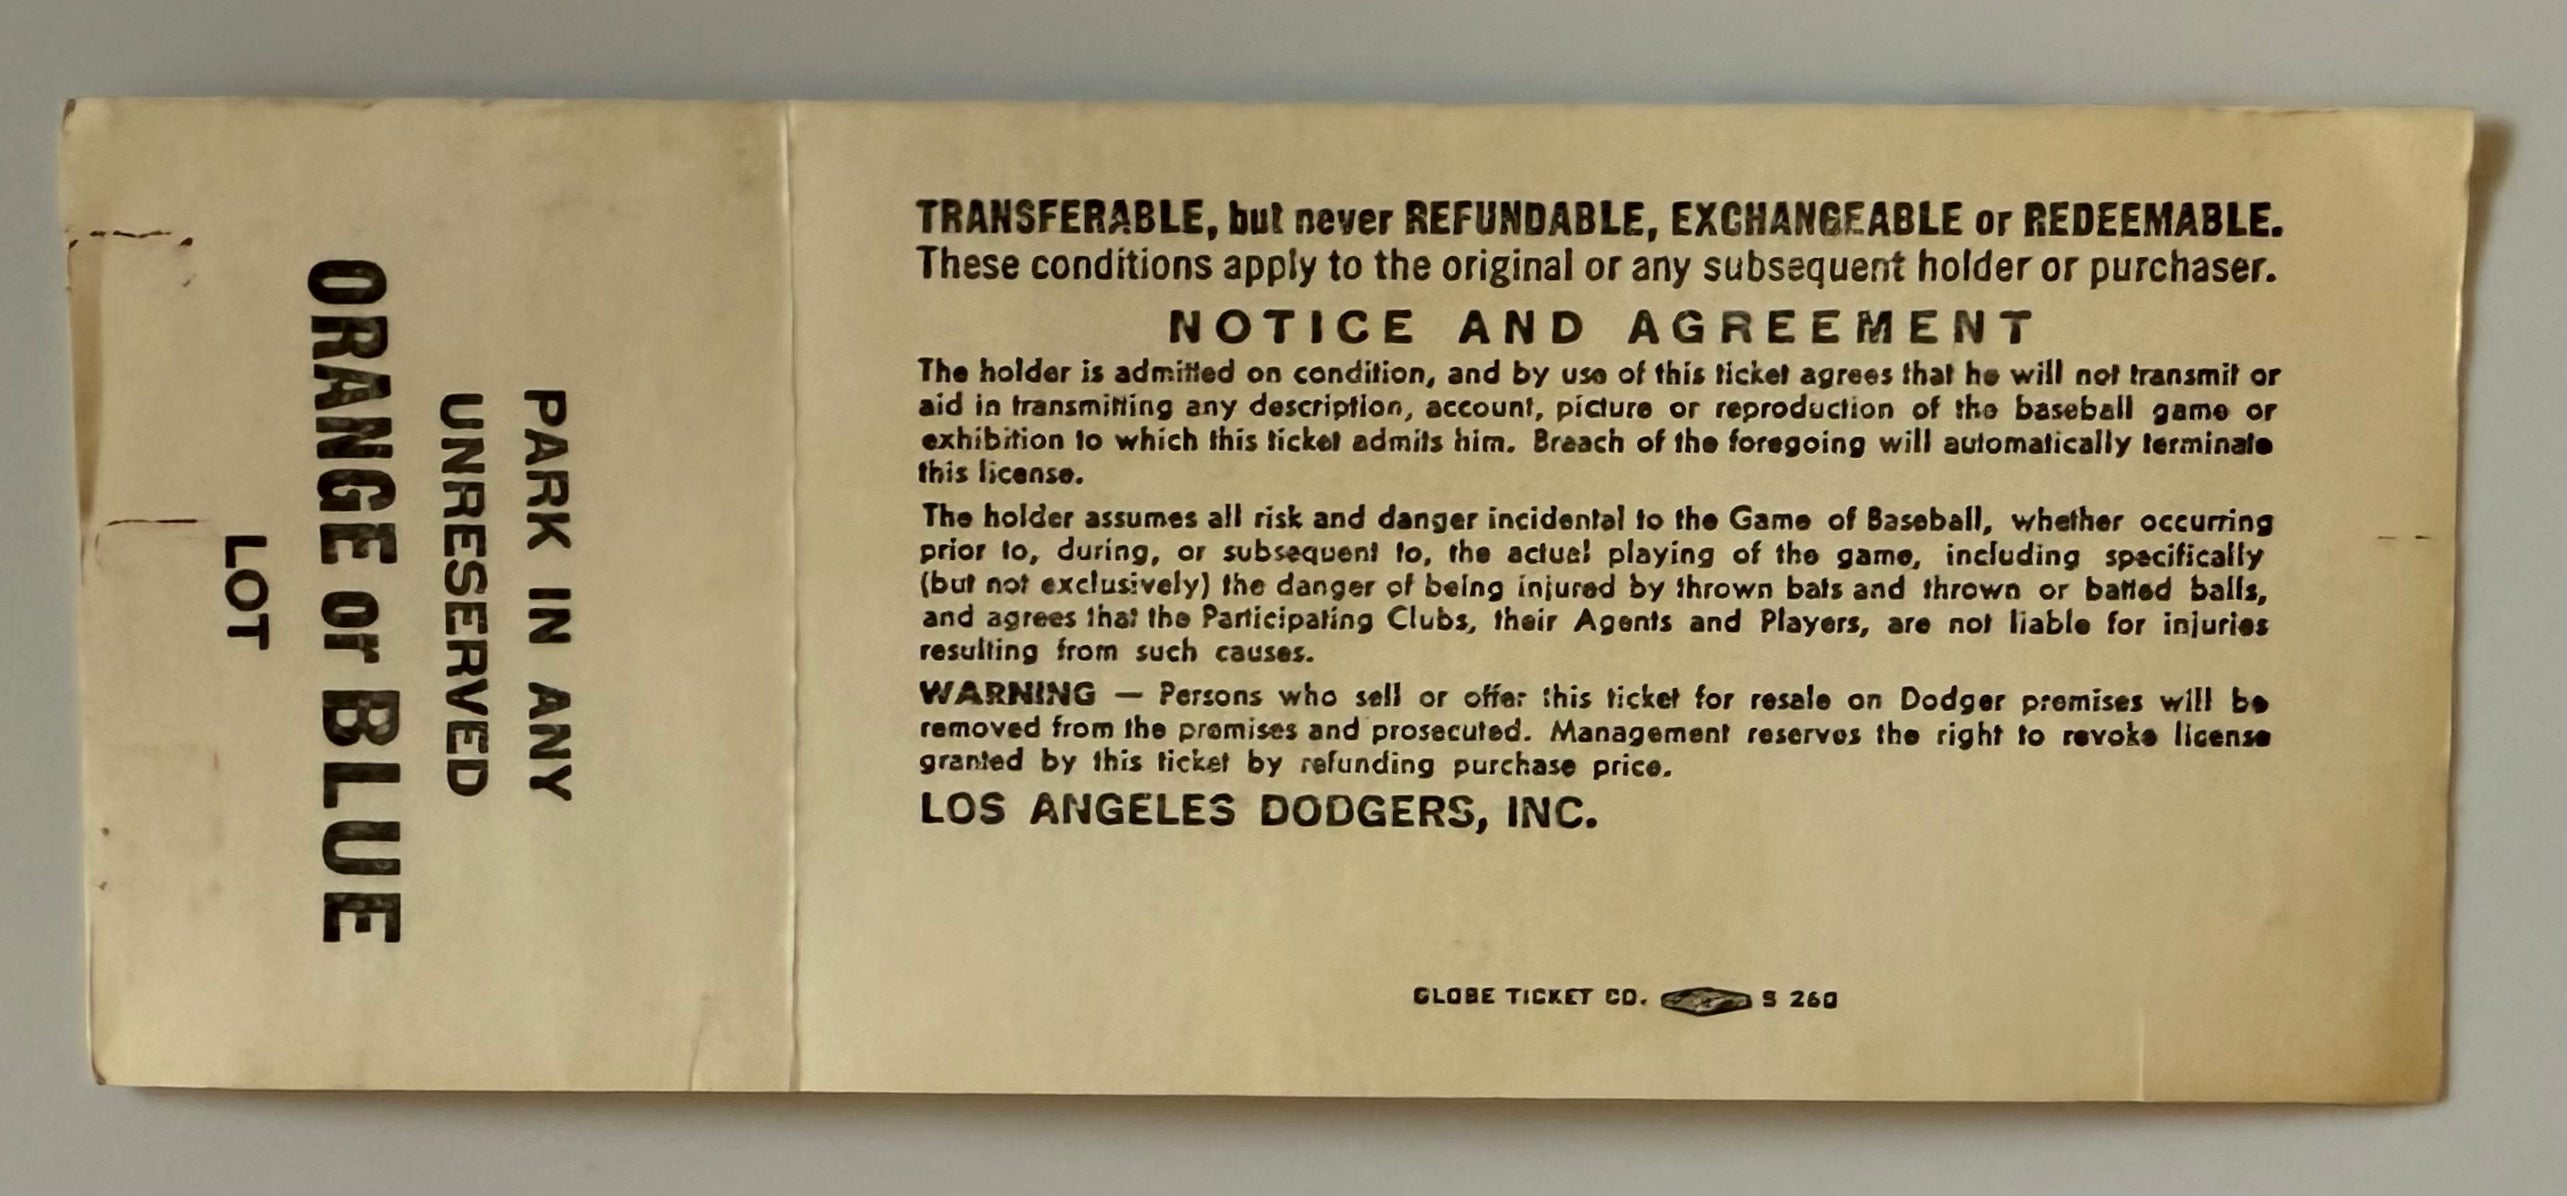 PARK IN ANY
UNRESERVED
ORANGE or BLUE
LOT
TRANSFERABLE, but never REFUNDABLE, EXCHANGEABLE or REDEEMABLE.
These conditions apply to the original or any subsequent holder or purchaser.
NOTICE AND AGREEMENT
The holder is admitted on condition, and by use of this ticket agrees that he will not transmit or
aid in transmitting any description, account, picture or reproduction of the baseball game or
exhibition to which this ticket admits him. Breach of the foregoing will automatically terminate
this license.
The holder assumes all risk and danger incidental to the Game of Baseball, whether occurring
prior to, during, or subsequent to, the actual playing of the game, including specifically
(but not exclusively) the danger of being injured by thrown bats and thrown or batted balls,
and agrees that the Participating Clubs, their Agents and Players, are not liable for injuries
resulting from such causes.
WARNING — Persons who sell or offer this ticket for resale on Dodger premises will be
removed from the premises and prosecuted. Management reserves the right to revoke license
granted by this ticket by refunding purchase price.
LOS ANGELES DODGERS, INC.
GLOBE TICKET CO. S 260